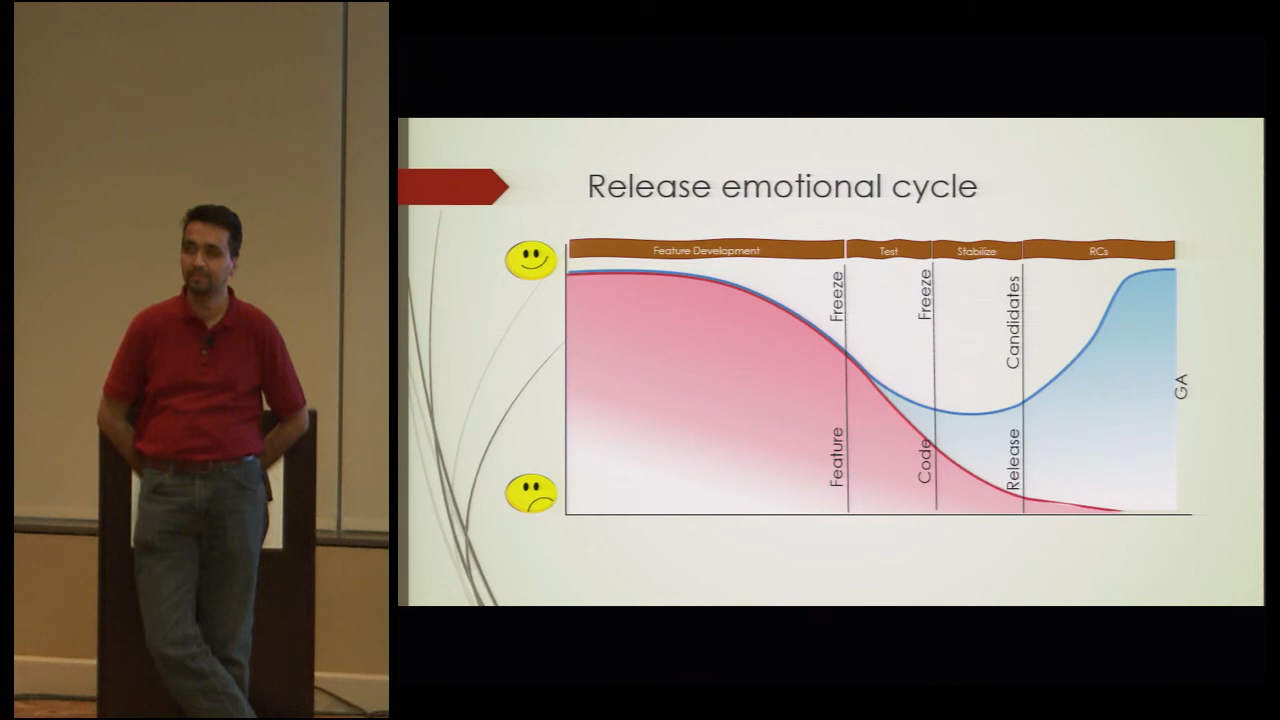 Release emotional cycle
Feature Development
Test
Stabilize
RCs
Feature Freeze
Code Freeze
Release Candidates
GA